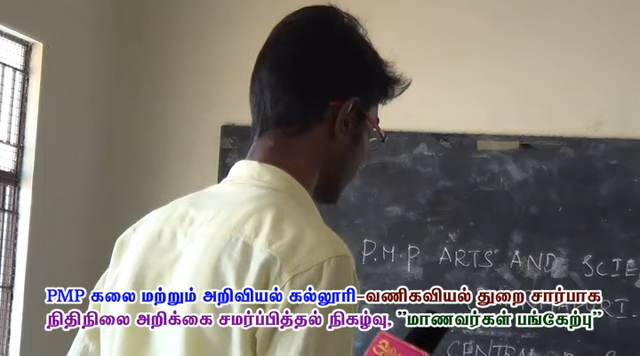 P.M.P ARTS AND SCIE
CENTRAL
PMP கலை மற்றும் அறிவியல் கல்லூரி-வணிகவியல் துறை சார்பாக
நிதிநிலை அறிக்கை சமர்ப்பித்தல் நிகழ்வு, "மாணவர்கள் பங்கேற்பு"